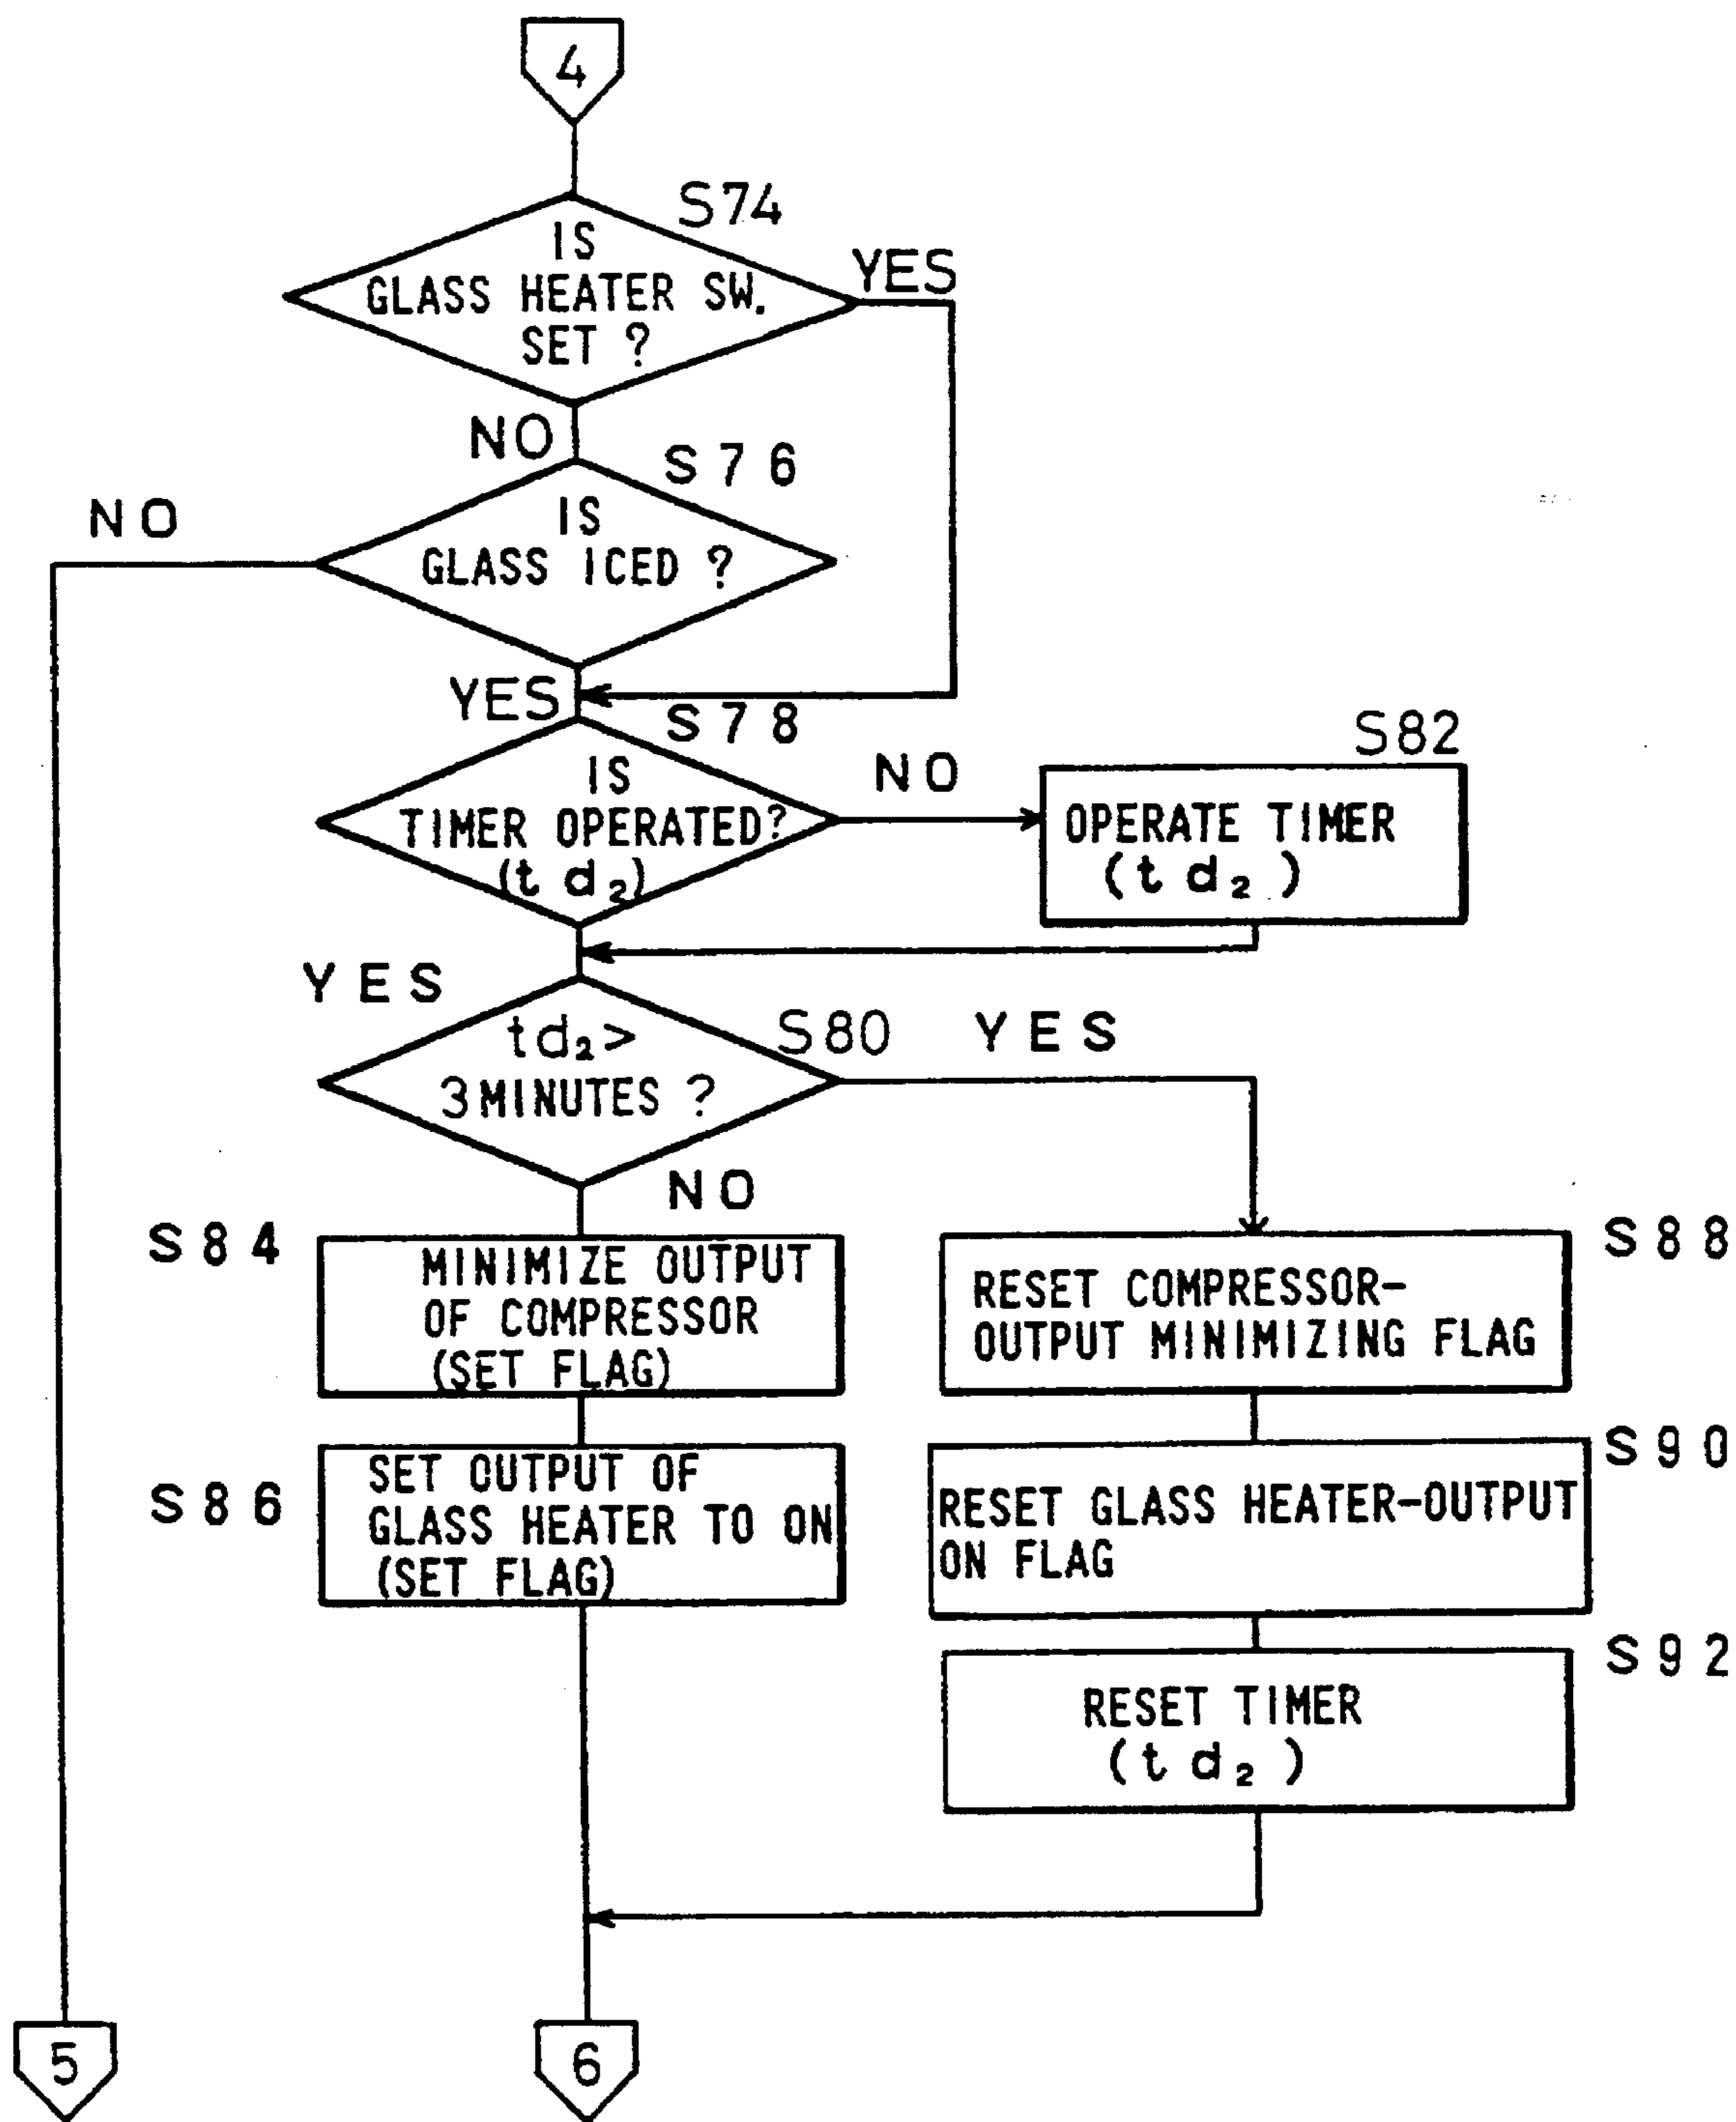 4
S74
IS
GLASS HEATER SW.
SET ?
YES
NO
S76
IS
GLASS ICED ?
NO
YES
S78
IS
TIMER OPERATED?
(td₂)
NO
S82
OPERATE TIMER
(td₂)
YES
S80
td₂>
3 MINUTES ?
YES
NO
S84
MINIMIZE OUTPUT
OF COMPRESSOR
(SET FLAG)
S88
RESET COMPRESSOR-
OUTPUT MINIMIZING FLAG
S86
SET OUTPUT OF
GLASS HEATER TO ON
(SET FLAG)
S90
RESET GLASS HEATER-OUTPUT
ON FLAG
S92
RESET TIMER
(td₂)
5
6